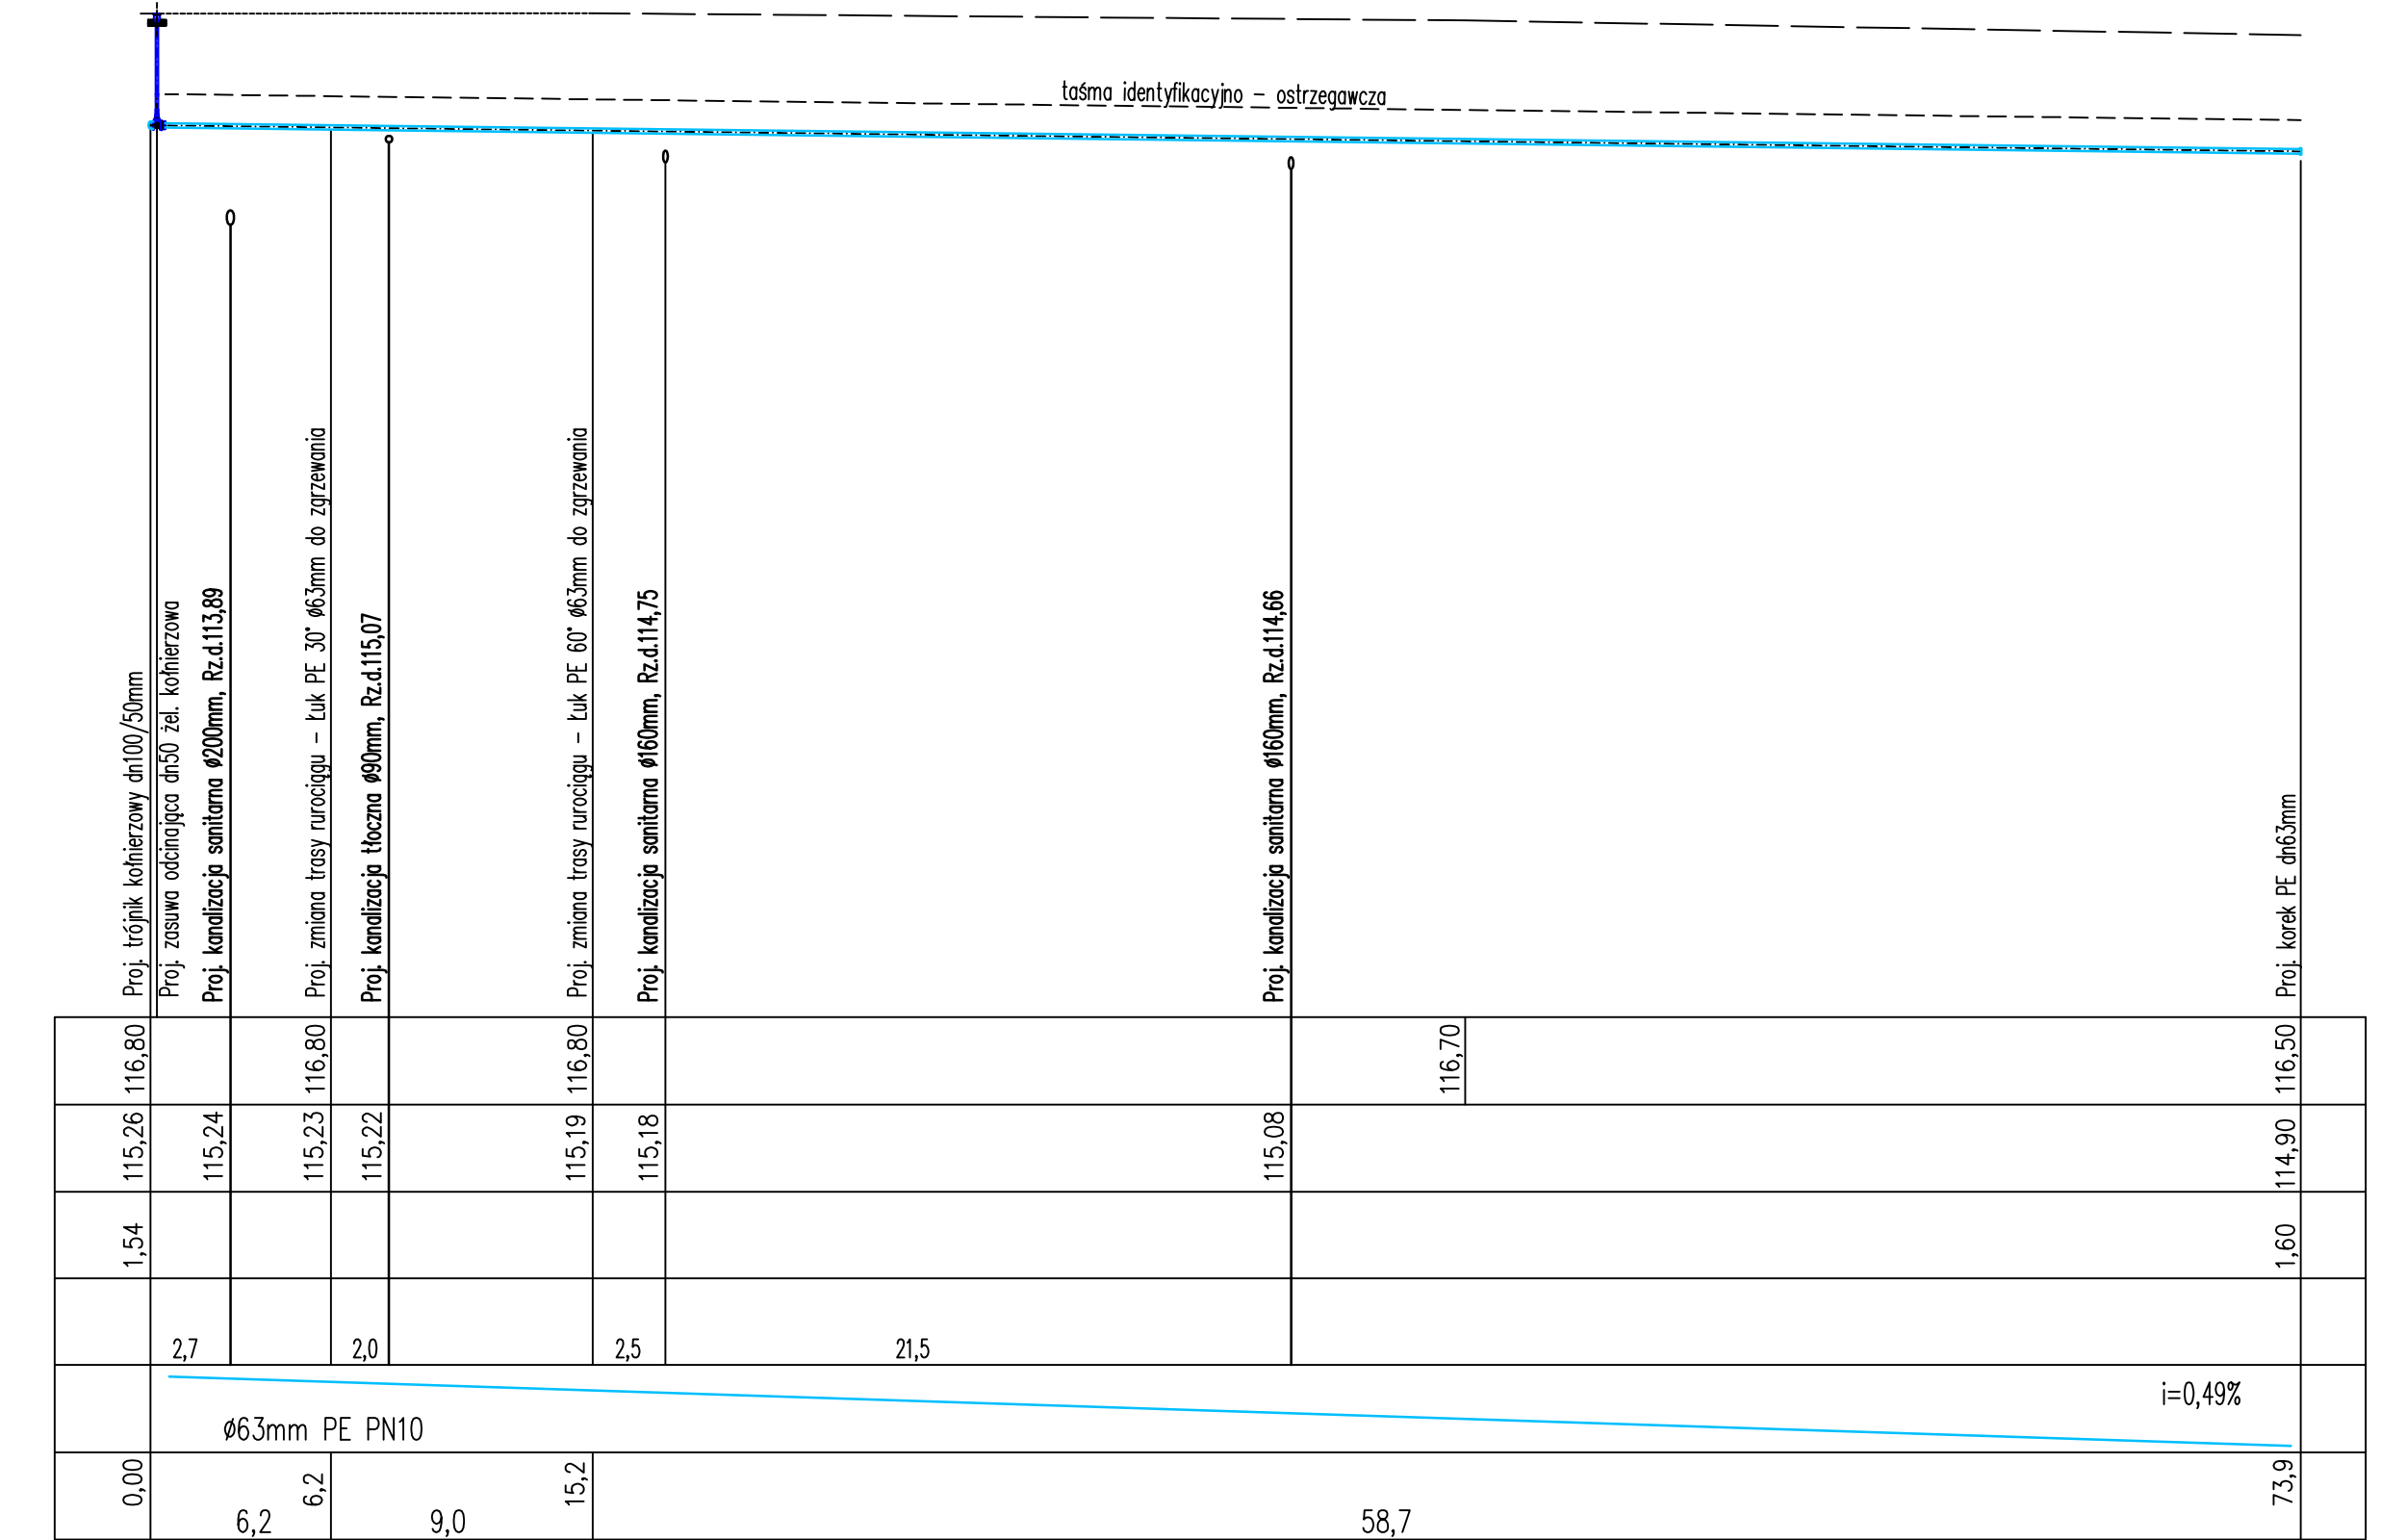 taśma identyfikacyjno - ostrzegawcza
Proj. trójnik kołnierzowy dn100/50mm
Proj. zasuwa odcinająca dn50 żel. kołnierzowa
Proj. kanalizacja sanitarna ø200mm, Rz.d.113,89
Proj. zmiana trasy rurociągu - Łuk PE 30° ø63mm do zgrzewania
Proj. kanalizacja tłoczna ø90mm, Rz.d.115,07
Proj. zmiana trasy rurociągu - Łuk PE 60° ø63mm do zgrzewania
Proj. kanalizacja sanitarna ø160mm, Rz.d.114,75
Proj. kanalizacja sanitarna ø160mm, Rz.d.114,66
Proj. korek PE dn63mm
116,80 116,80 116,80 116,70 116,50
115,26 115,24 115,23 115,22 115,19 115,18 115,08 114,90
1,54 1,60
2,7 2,0 2,5 21,5
i=0,49%
ø63mm PE PN10
0,00 6,2 15,2 73,9
6,2 9,0 58,7